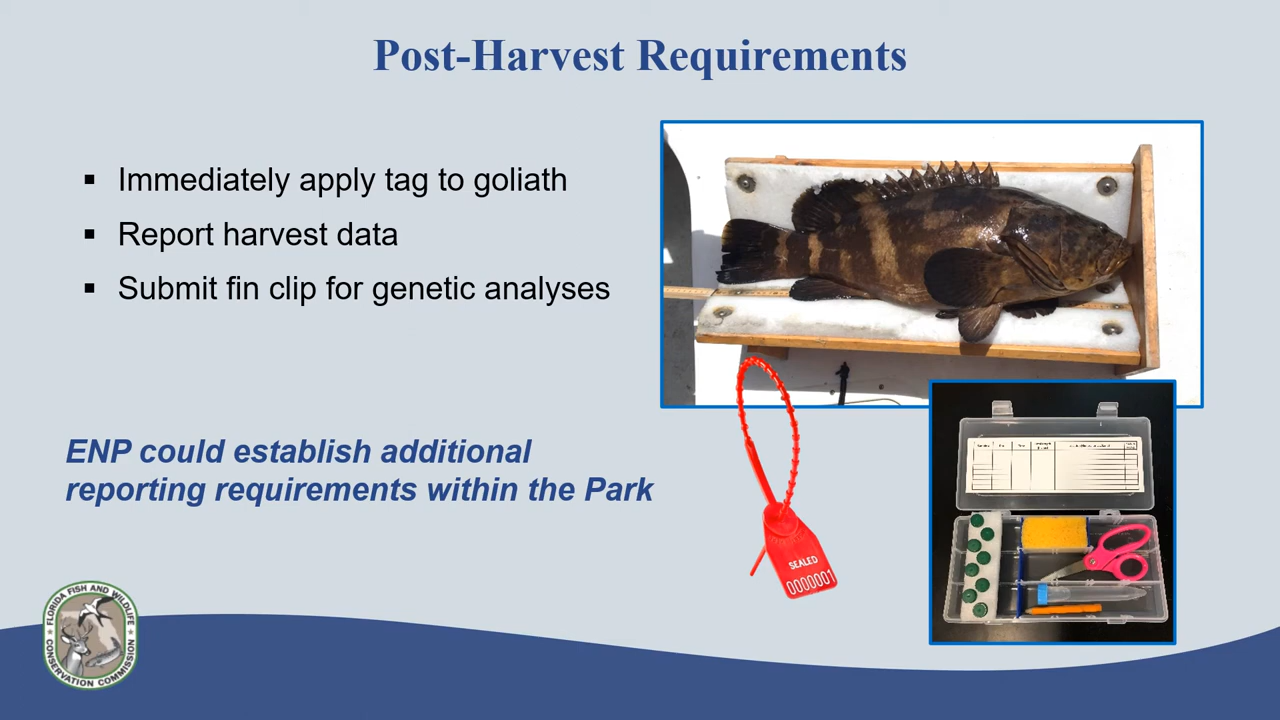 Post-Harvest Requirements
▪ Immediately apply tag to goliath
▪ Report harvest data
▪ Submit fin clip for genetic analyses
ENP could establish additional
reporting requirements within the Park
SEALED
0000001
FLORIDA FISH AND WILDLIFE
CONSERVATION COMMISSION